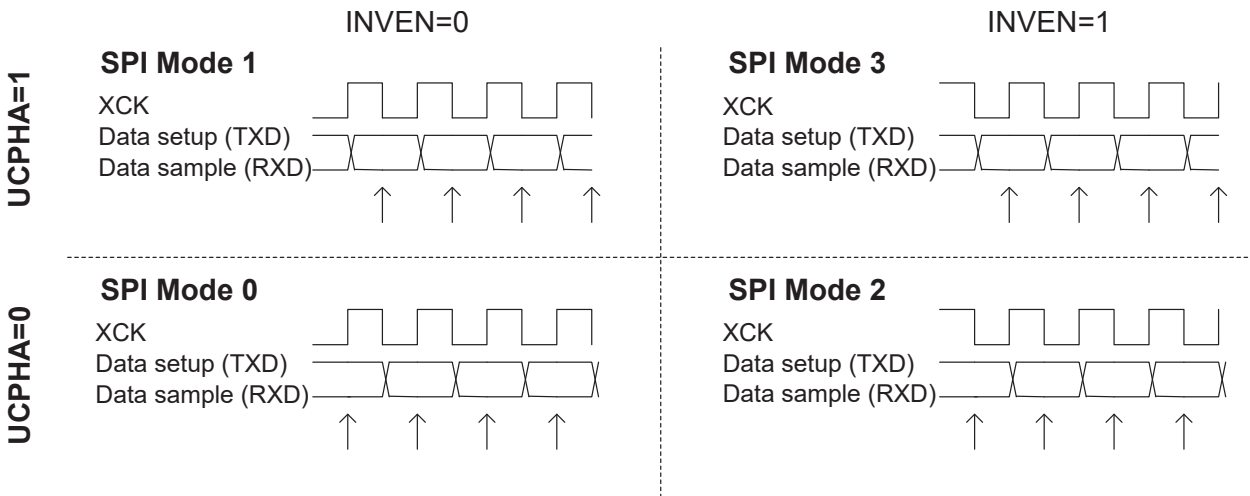 INVEN=0
INVEN=1
UCPHA=1
SPI Mode 1
XCK
Data setup (TXD)
Data sample (RXD)
SPI Mode 3
XCK
Data setup (TXD)
Data sample (RXD)
UCPHA=0
SPI Mode 0
XCK
Data setup (TXD)
Data sample (RXD)
SPI Mode 2
XCK
Data setup (TXD)
Data sample (RXD)